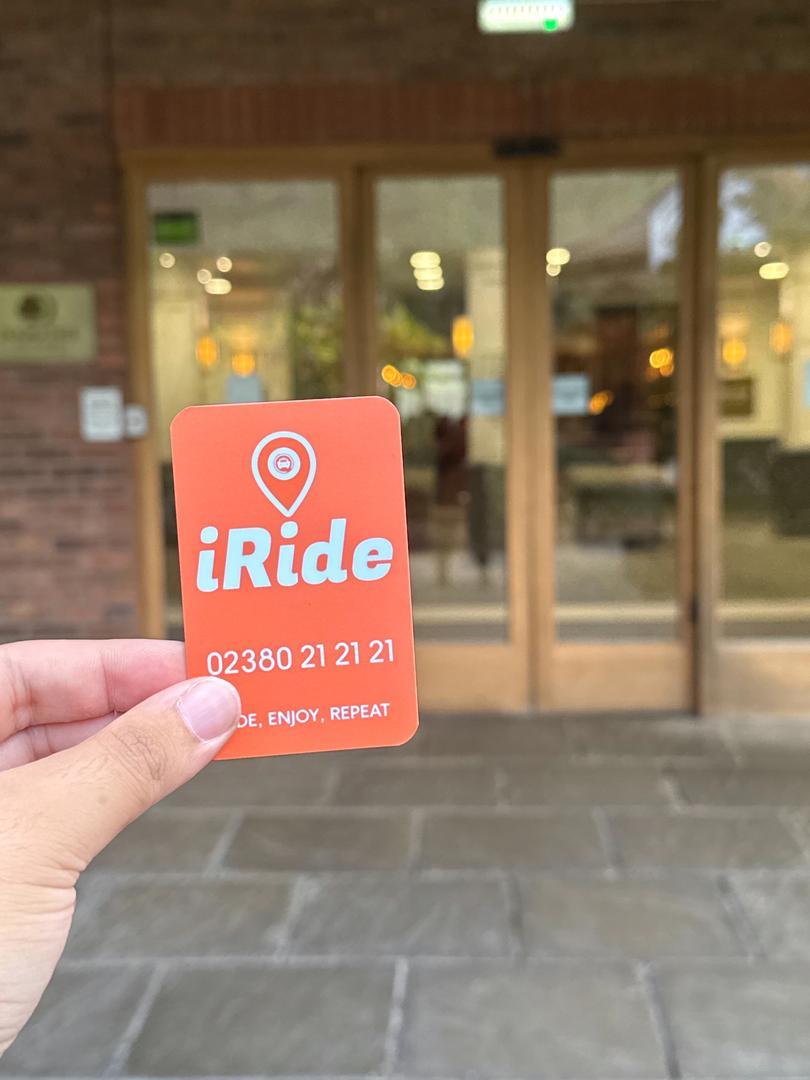 iRide
02380 21 21 21
DE, ENJOY, REPEAT